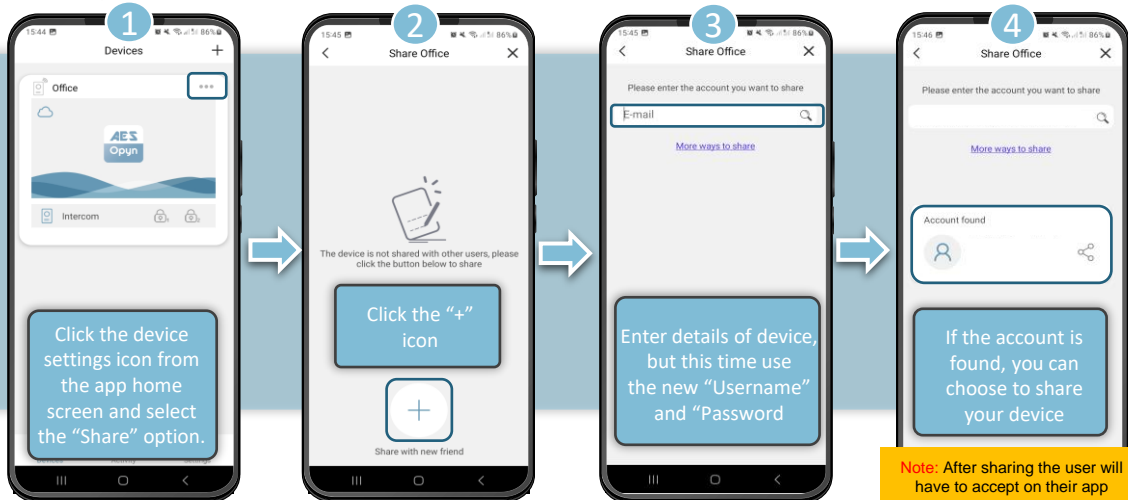 1
15:44
86%
Devices
+
Office
AES
Opyn
Intercom
Click the device
settings icon from
the app home
screen and select
the “Share” option.
2
15:45
86%
Share Office
The device is not shared with other users, please
click the button below to share
Click the “+”
icon
+
Share with new friend
3
15:45
86%
Share Office
Please enter the account you want to share
E-mail
More ways to share
Enter details of device,
but this time use
the new “Username”
and “Password
4
15:46
86%
Share Office
Please enter the account you want to share
More ways to share
Account found
If the account is
found, you can
choose to share
your device
Note: After sharing the user will
have to accept on their app